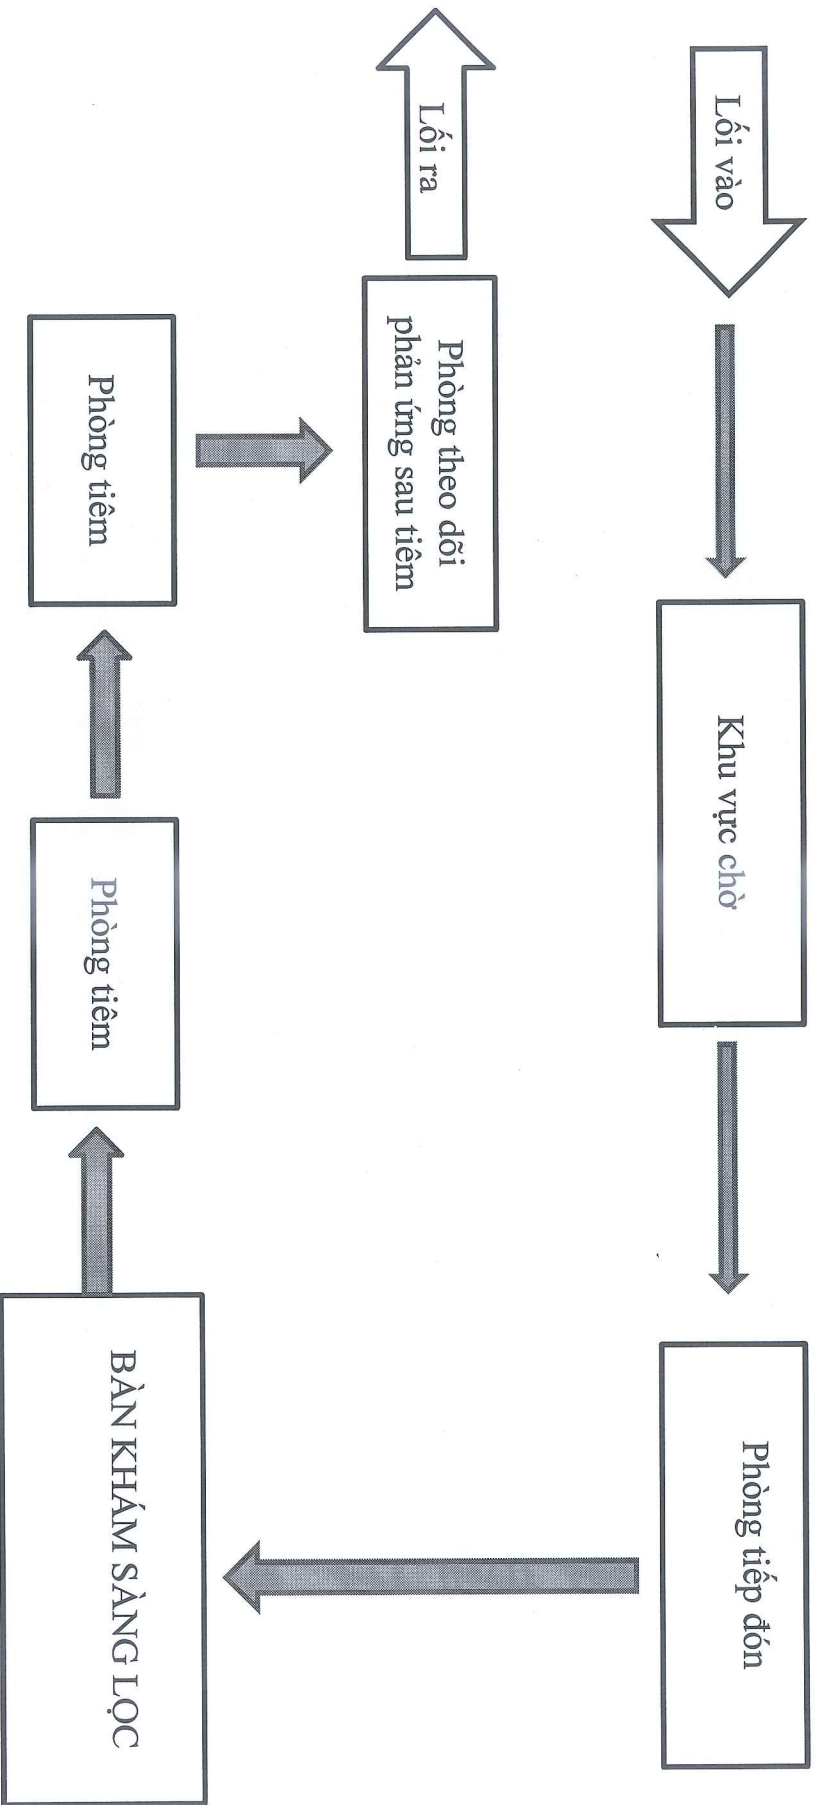 Lối vào
Khu vực chờ
Phòng tiếp đón
BÀN KHÁM SÀNG LỌC
Phòng tiêm
Phòng tiêm
Phòng theo dõi
phản ứng sau tiêm
Lối ra